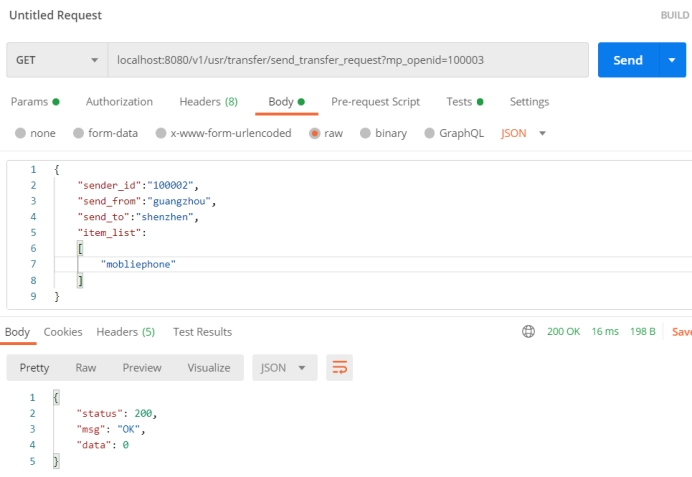 Untitled Request BUILD
GET localhost:8080/v1/usr/transfer/send_transfer_request?mp_openid=100003 Send
Params Authorization Headers (8) Body Pre-request Script Tests Settings
none form-data x-www-form-urlencoded raw binary GraphQL JSON
1 {
2 "sender_id":"100002",
3 "send_from":"guangzhou",
4 "send_to":"shenzhen",
5 "item_list":
6 [
7 "mobliephone"
8 ]
9 }
Body Cookies Headers (5) Test Results 200 OK 16 ms 198 B Save
Pretty Raw Preview Visualize JSON
1 {
2 "status": 200,
3 "msg": "OK",
4 "data": 0
5 }